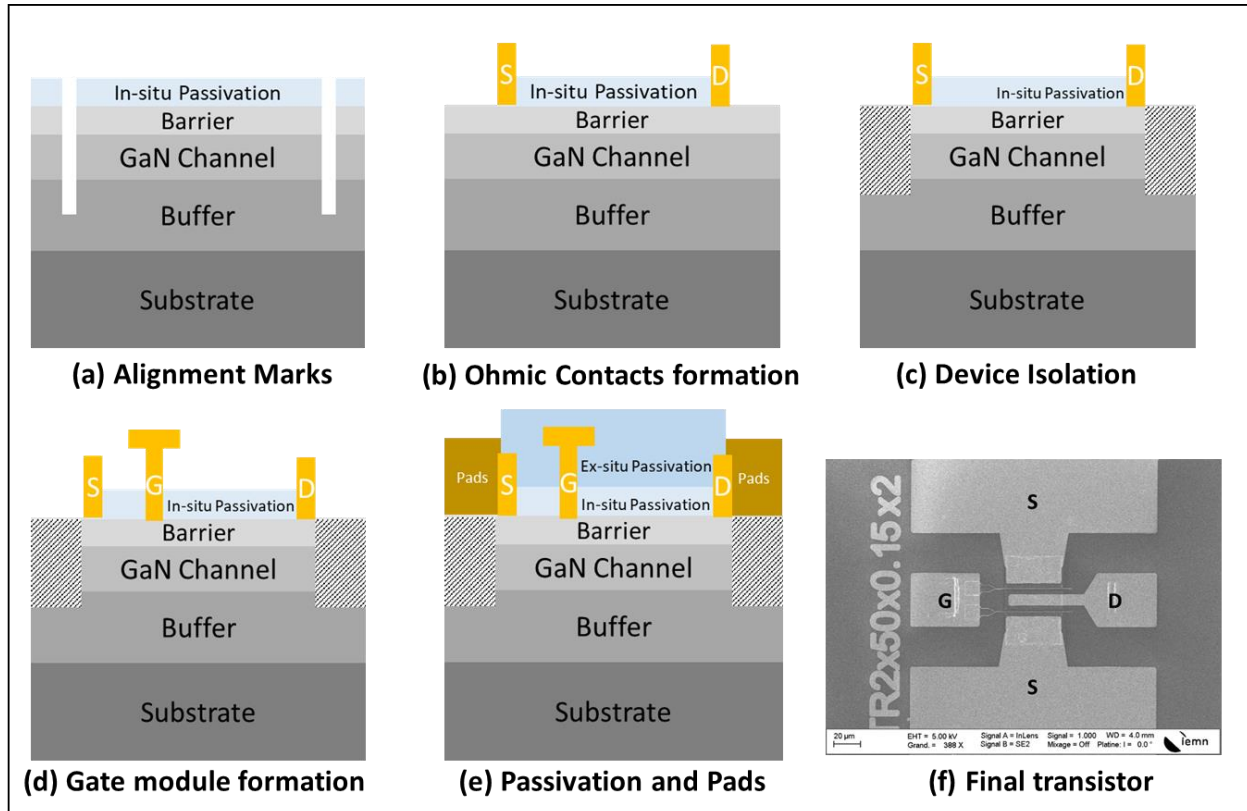 In-situ Passivation
Barrier
GaN Channel
Buffer
Substrate
(a) Alignment Marks
S
D
In-situ Passivation
Barrier
GaN Channel
Buffer
Substrate
(b) Ohmic Contacts formation
S
D
In-situ Passivation
Barrier
GaN Channel
Buffer
Substrate
(c) Device Isolation
S
G
D
In-situ Passivation
Barrier
GaN Channel
Buffer
Substrate
(d) Gate module formation
Pads
S
G
Ex-situ Passivation
D
Pads
In-situ Passivation
Barrier
GaN Channel
Buffer
Substrate
(e) Passivation and Pads
TR2x50x0.15x2
S
G
D
S
20 µm
EHT = 5.00 kV Signal A = InLens Signal = 1.000 WD = 4.0 mm
Grand. = 388 X Signal B = SE2 Mixage = Off Platine: I = 0.0 °
iemn
(f) Final transistor